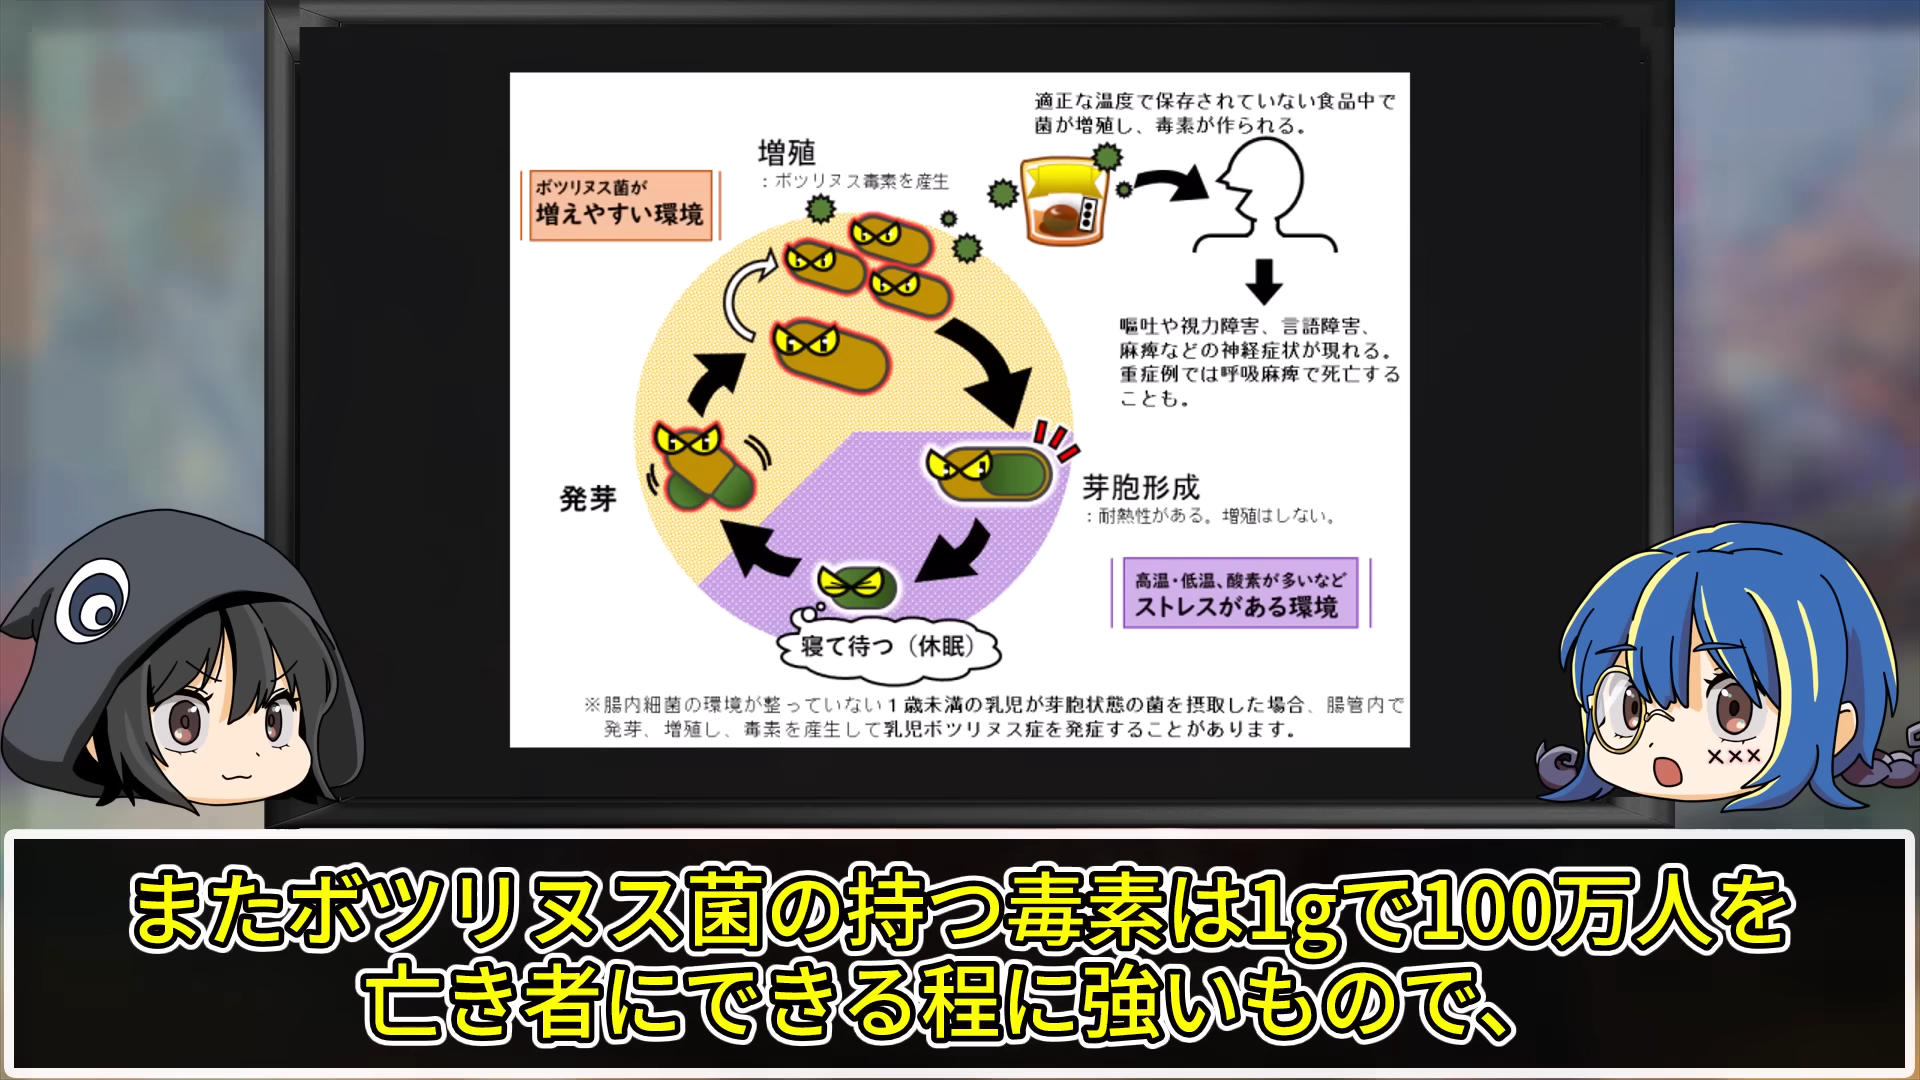 適正な温度で保存されていない食品中で
菌が増殖し、毒素が作られる。
増殖
：ボツリヌス毒素を産生
ボツリヌス菌が
増えやすい環境
嘔吐や視力障害、言語障害、
麻痺などの神経症状が現れる。
重症例では呼吸麻痺で死亡する
ことも。
発芽
芽胞形成
：耐熱性がある。増殖はしない。
高温・低温、酸素が多いなど
ストレスがある環境
寝て待つ（休眠）
※腸内細菌の環境が整っていない１歳未満の乳児が芽胞状態の菌を摂取した場合、腸管内で
発芽、増殖し、毒素を産生して乳児ボツリヌス症を発症することがあります。
またボツリヌス菌の持つ毒素は1gで100万人を
亡き者にできる程に強いもので、